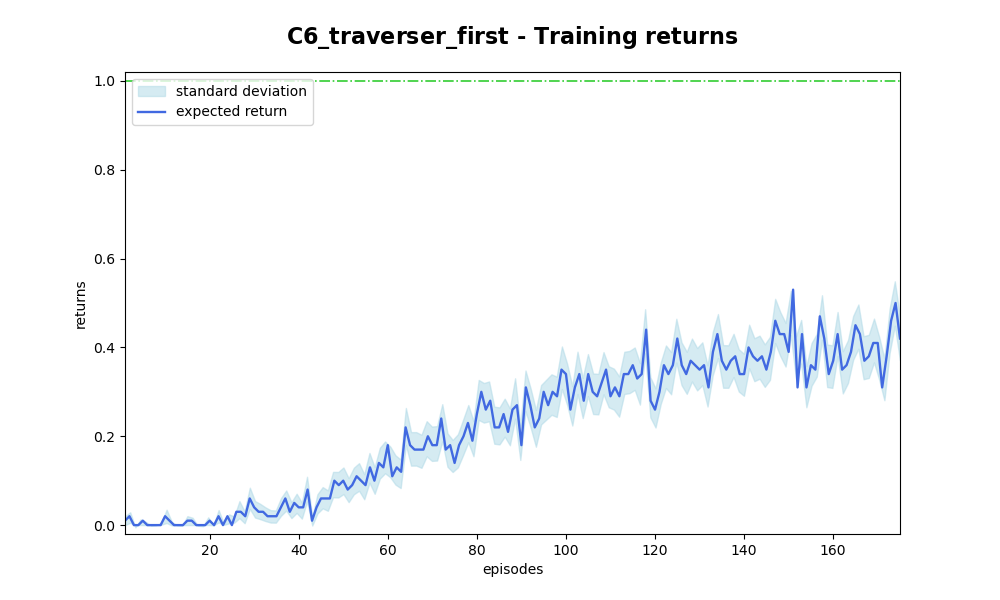 C6_traverser_first - Training returns
1.0
0.8
0.6
0.4
0.2
0.0
returns
standard deviation
expected return
20 40 60 80 100 120 140 160
episodes